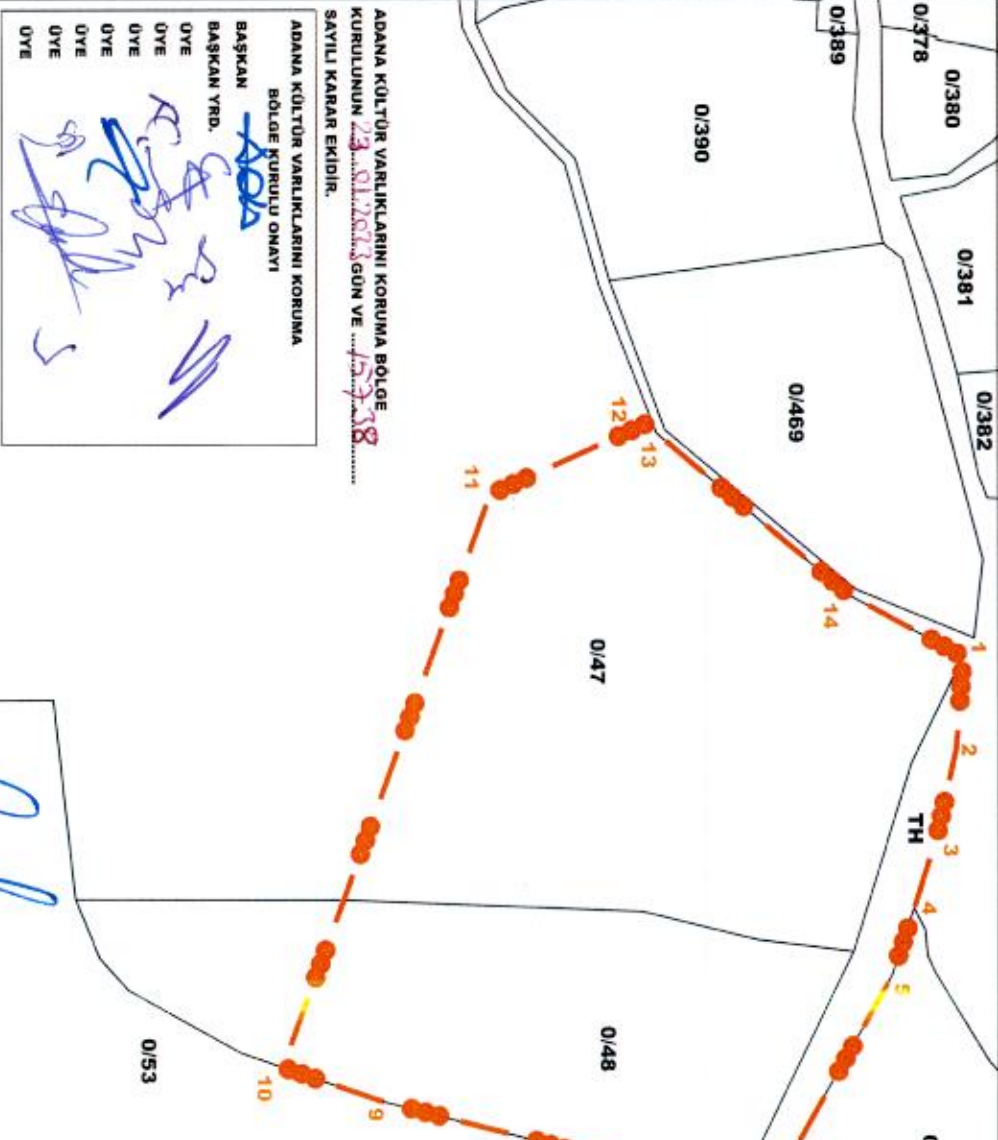 0/378
0/380
0/389
0/390
0/381
0/382
0/469
0/47
0/48
0/53
TH
1
2
3
4
5
9
10
11
12
13
14
ADANA KÜLTÜR VARLIKLARINI KORUMA BÖLGE
KURULUNUN 23.01.2023 GÜN VE 15738
SAYILI KARAR EKİDİR.
ADANA KÜLTÜR VARLIKLARINI KORUMA
BÖLGE KURULU ONAYI
BAŞKAN
BAŞKAN YRD.
ÜYE
ÜYE
ÜYE
ÜYE
ÜYE
ÜYE
ÜYE